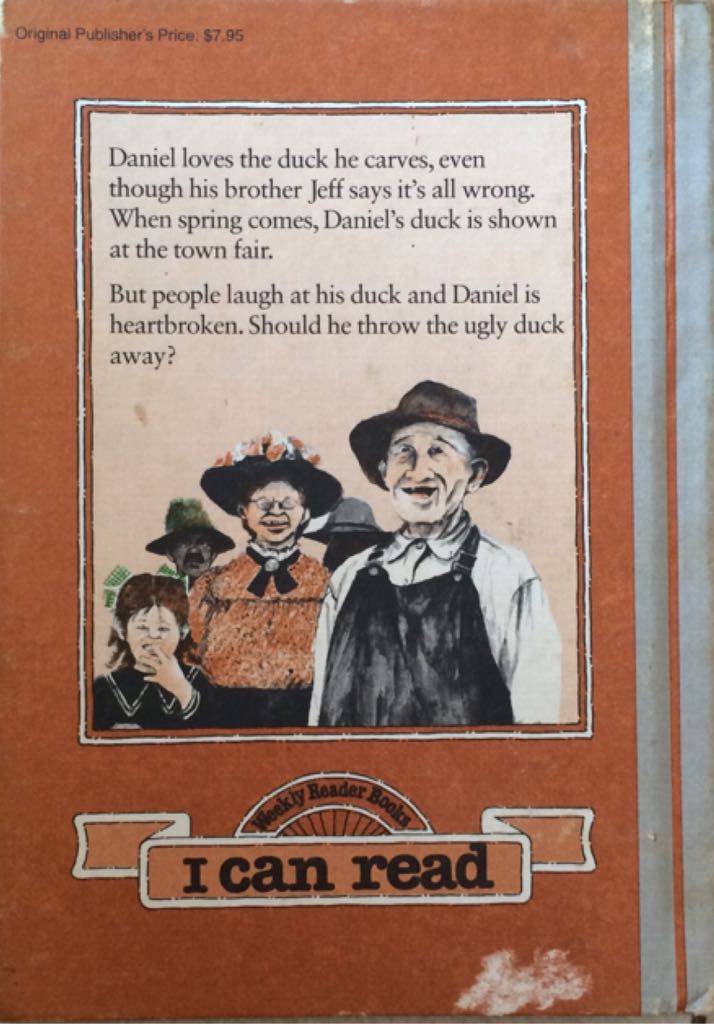 Original Publisher's Price: $7.95
Daniel loves the duck he carves, even
though his brother Jeff says it's all wrong.
When spring comes, Daniel's duck is shown
at the town fair.
But people laugh at his duck and Daniel is
heartbroken. Should he throw the ugly duck
away?
Weekly Reader Books
I can read